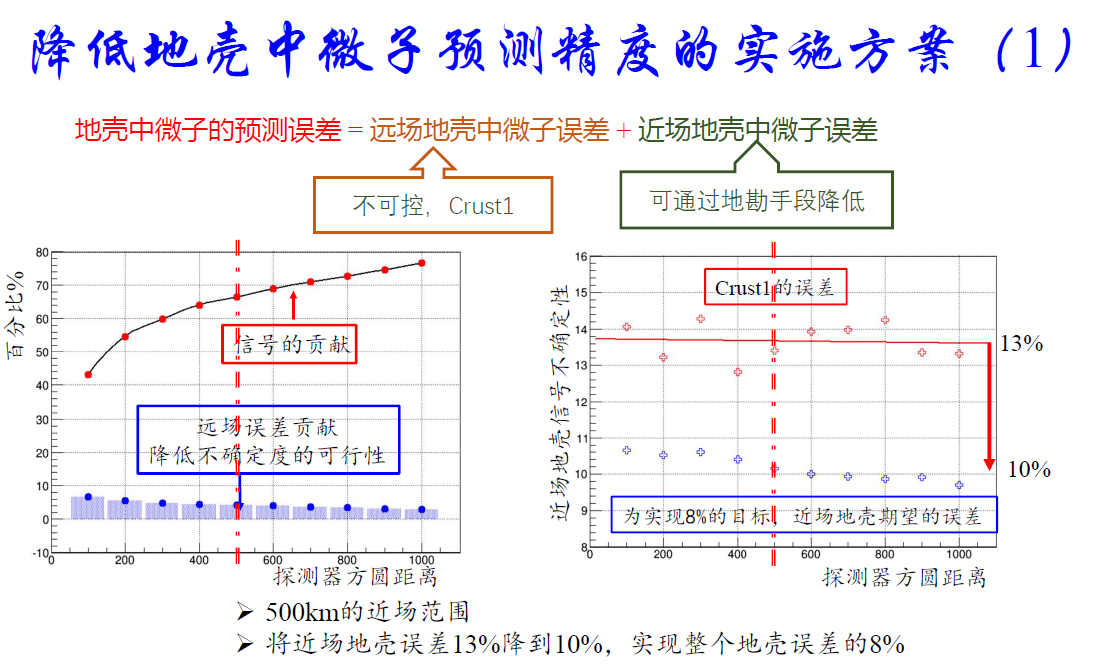 降低地壳中微子预测精度的实施方案（1）
地壳中微子的预测误差 = 远场地壳中微子误差 + 近场地壳中微子误差
不可控，Crust1
可通过地勘手段降低
百分比%
80
70
60
50
40
30
20
10
0
-10
0
200
400
600
800
1000
信号的贡献
远场误差贡献
降低不确定度的可行性
探测器方圆距离
近场地壳信号不确定性
16
15
14
13
12
11
10
9
8
0
200
400
600
800
1000
Crust1的误差
13%
10%
为实现8%的目标，近场地壳期望的误差
探测器方圆距离
➢ 500km的近场范围
➢ 将近场地壳误差13%降到10%，实现整个地壳误差的8%